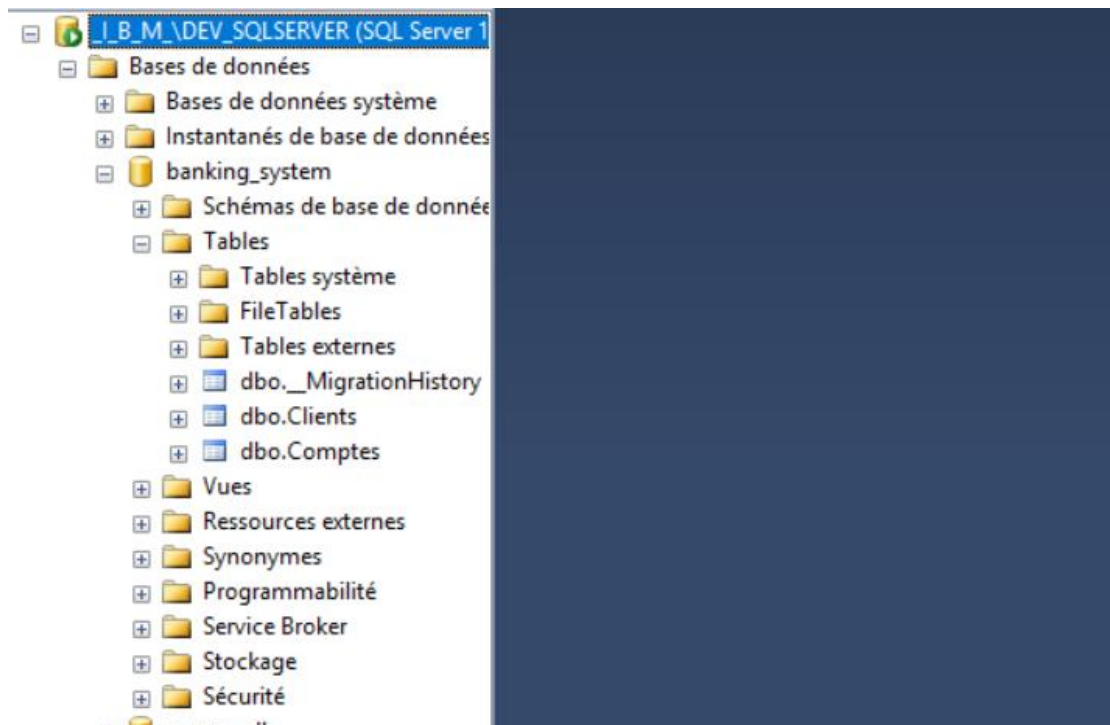 _I_B_M_\DEV_SQLSERVER (SQL Server 1
Bases de données
Bases de données système
Instantanés de base de données
banking_system
Schémas de base de donnée
Tables
Tables système
FileTables
Tables externes
dbo.__MigrationHistory
dbo.Clients
dbo.Comptes
Vues
Ressources externes
Synonymes
Programmabilité
Service Broker
Stockage
Sécurité